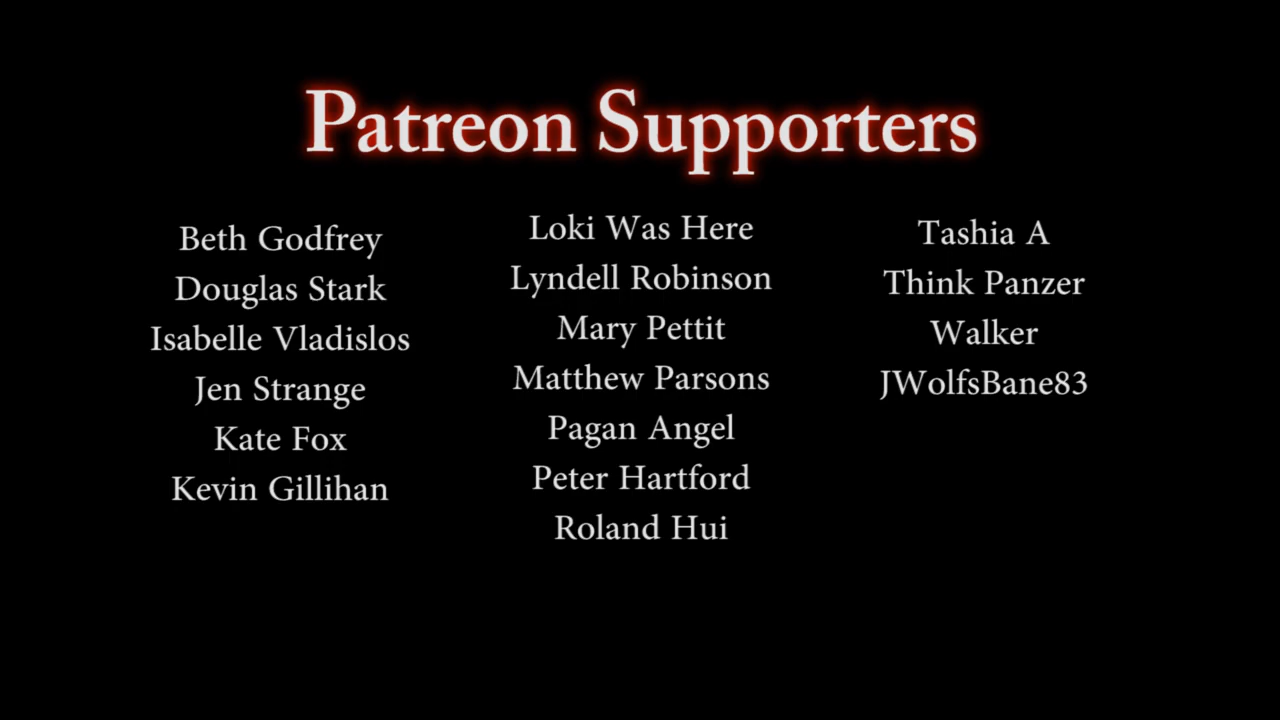 Patreon Supporters
Beth Godfrey
Douglas Stark
Isabelle Vladislos
Jen Strange
Kate Fox
Kevin Gillihan
Loki Was Here
Lyndell Robinson
Mary Pettit
Matthew Parsons
Pagan Angel
Peter Hartford
Roland Hui
Tashia A
Think Panzer
Walker
JWolfsBane83